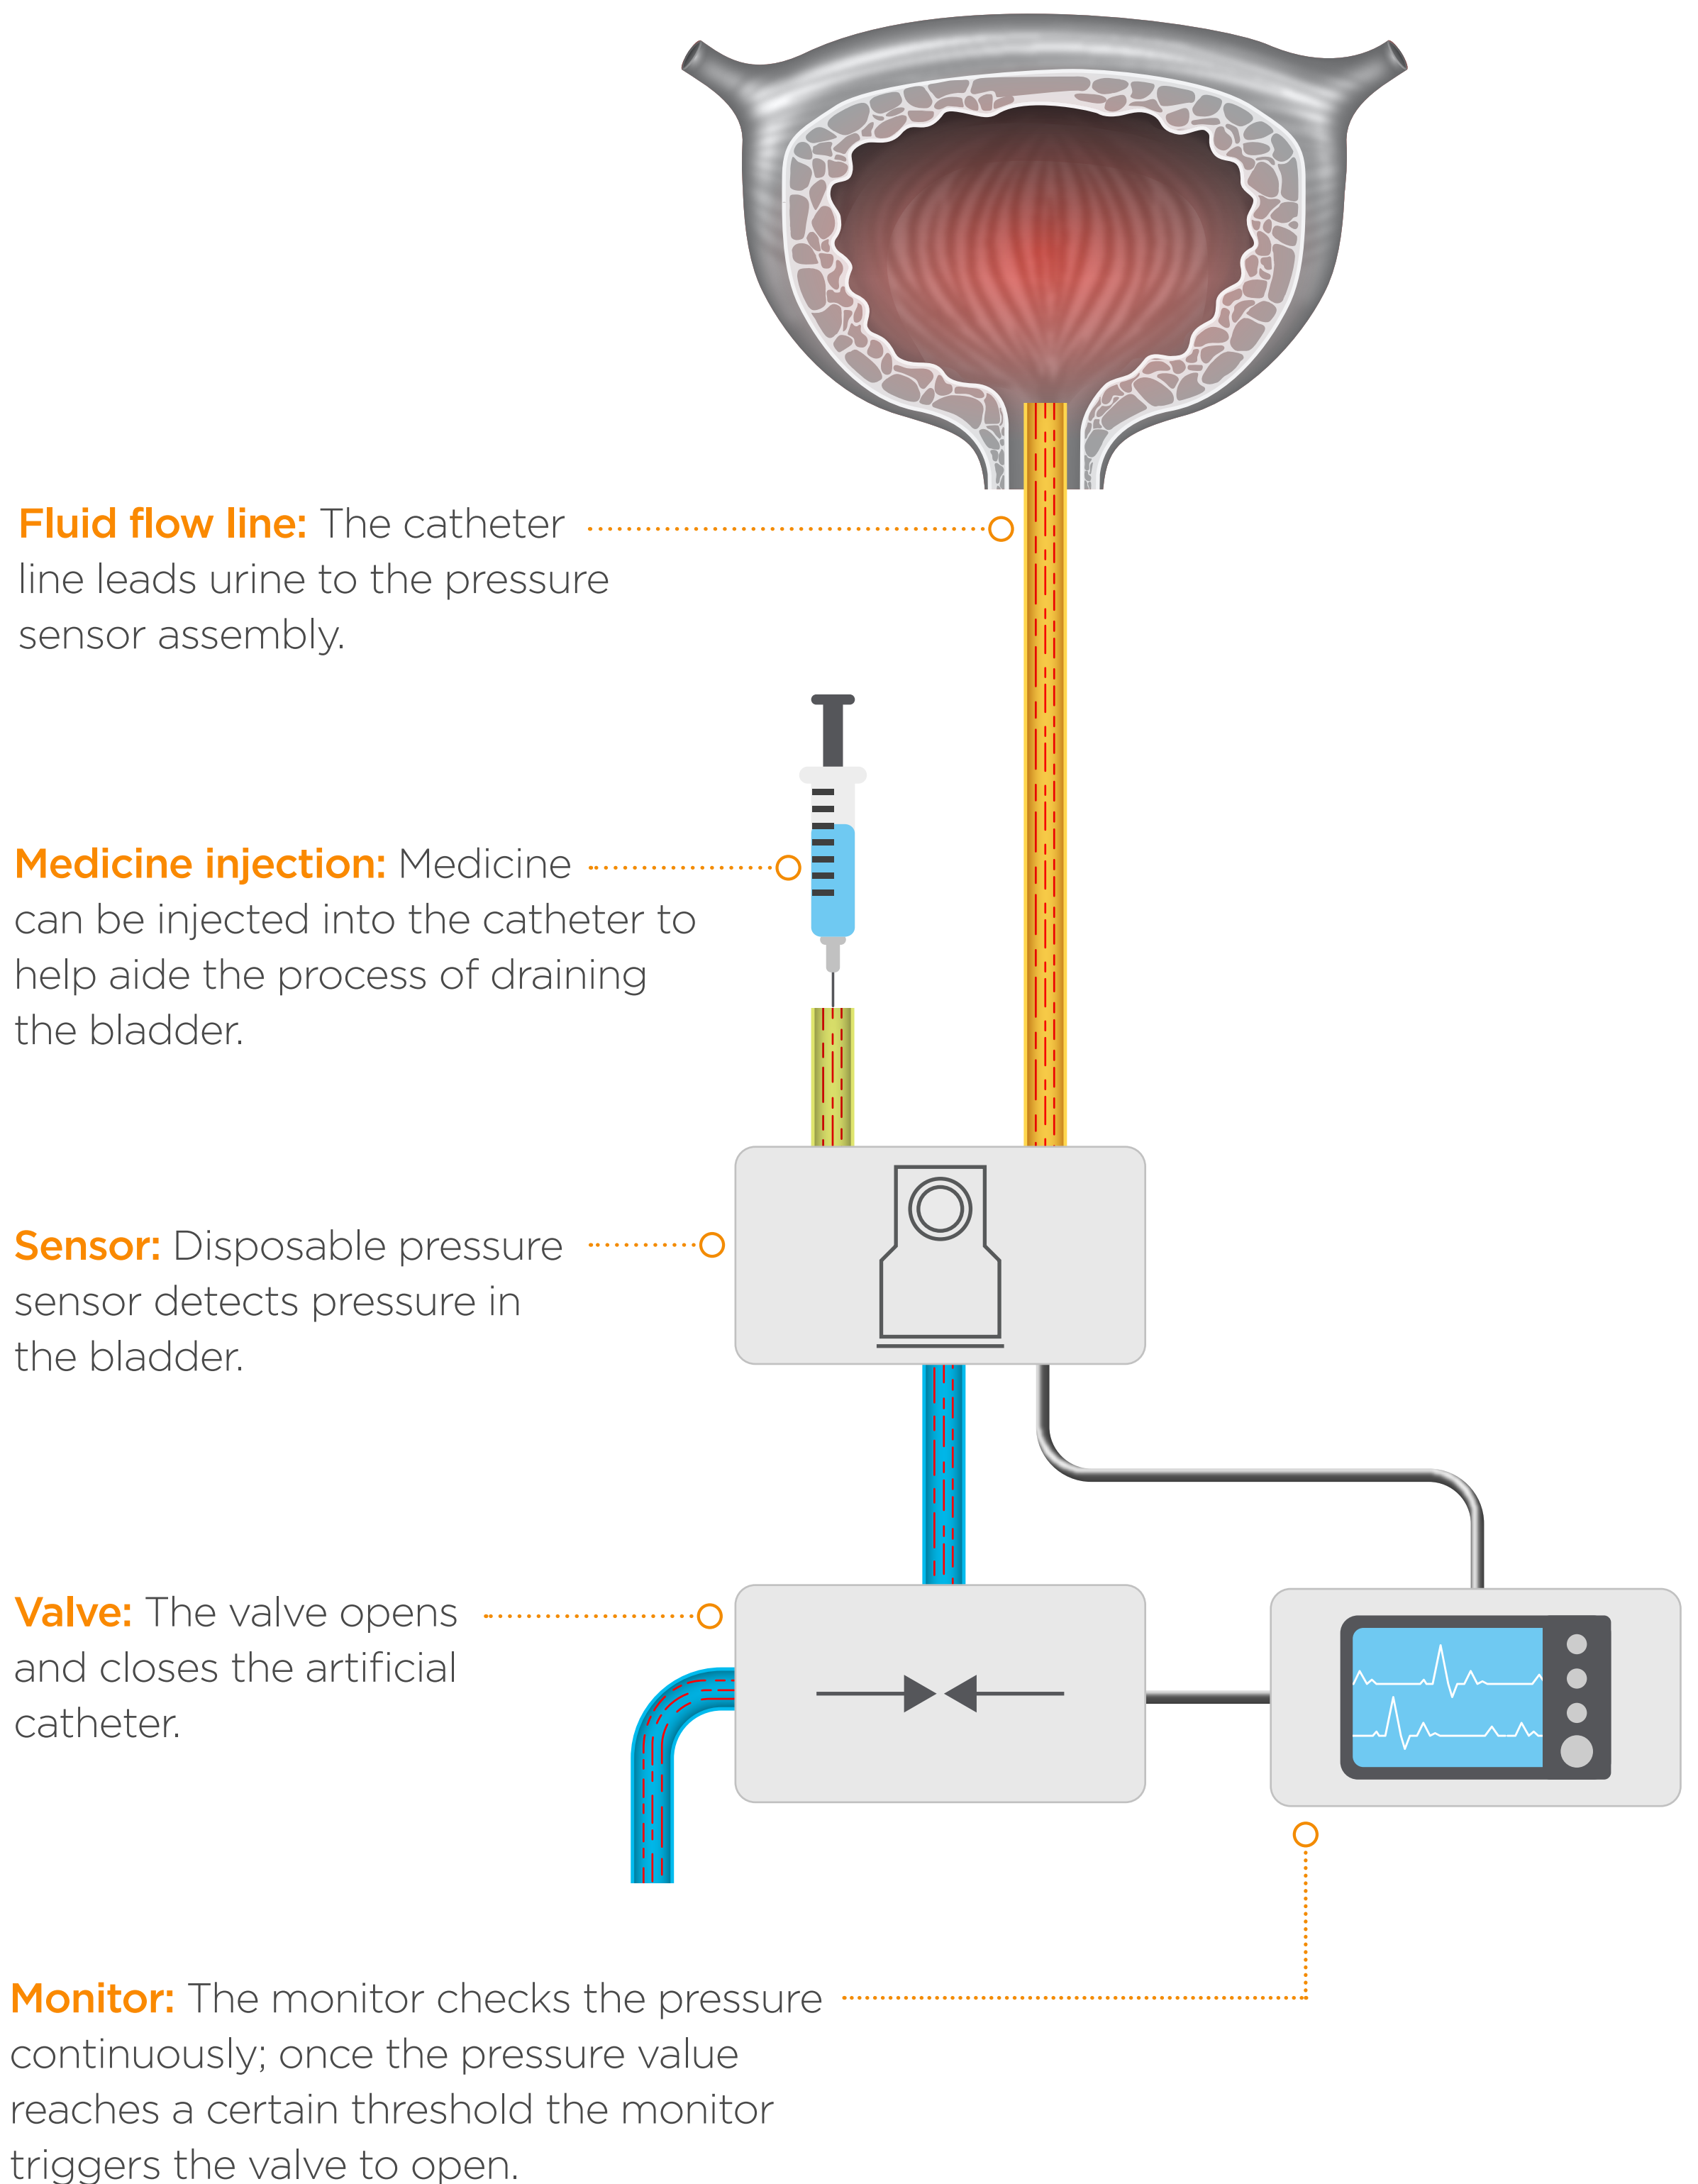 Fluid flow line: The catheter
line leads urine to the pressure
sensor assembly.
Medicine injection: Medicine
can be injected into the catheter to
help aide the process of draining
the bladder.
Sensor: Disposable pressure
sensor detects pressure in
the bladder.
Valve: The valve opens
and closes the artificial
catheter.
Monitor: The monitor checks the pressure
continuously; once the pressure value
reaches a certain threshold the monitor
triggers the valve to open.